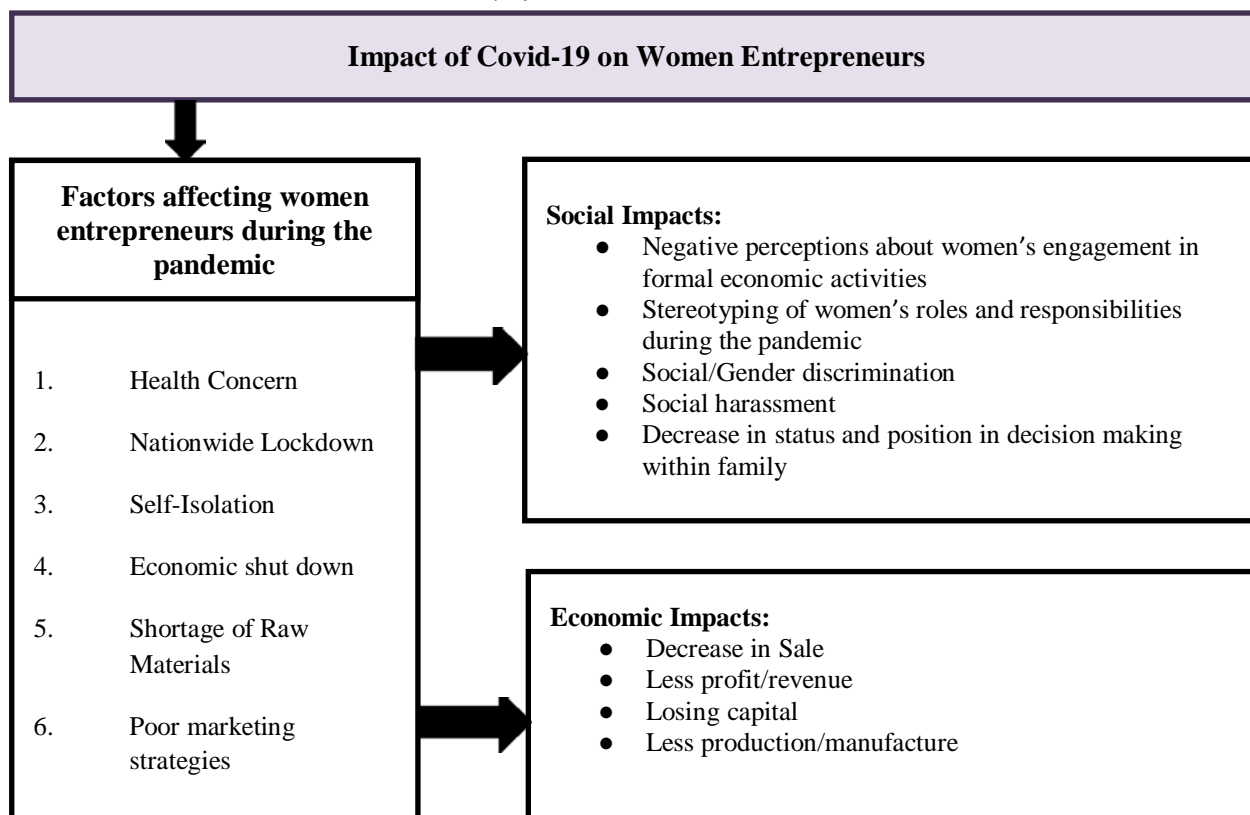 Impact of Covid-19 on Women Entrepreneurs
Factors affecting women
entrepreneurs during the
pandemic
1. Health Concern
2. Nationwide Lockdown
3. Self-Isolation
4. Economic shut down
5. Shortage of Raw
Materials
6. Poor marketing
strategies
Social Impacts:
● Negative perceptions about women’s engagement in
formal economic activities
● Stereotyping of women’s roles and responsibilities
during the pandemic
● Social/Gender discrimination
● Social harassment
● Decrease in status and position in decision making
within family
Economic Impacts:
● Decrease in Sale
● Less profit/revenue
● Losing capital
● Less production/manufacture